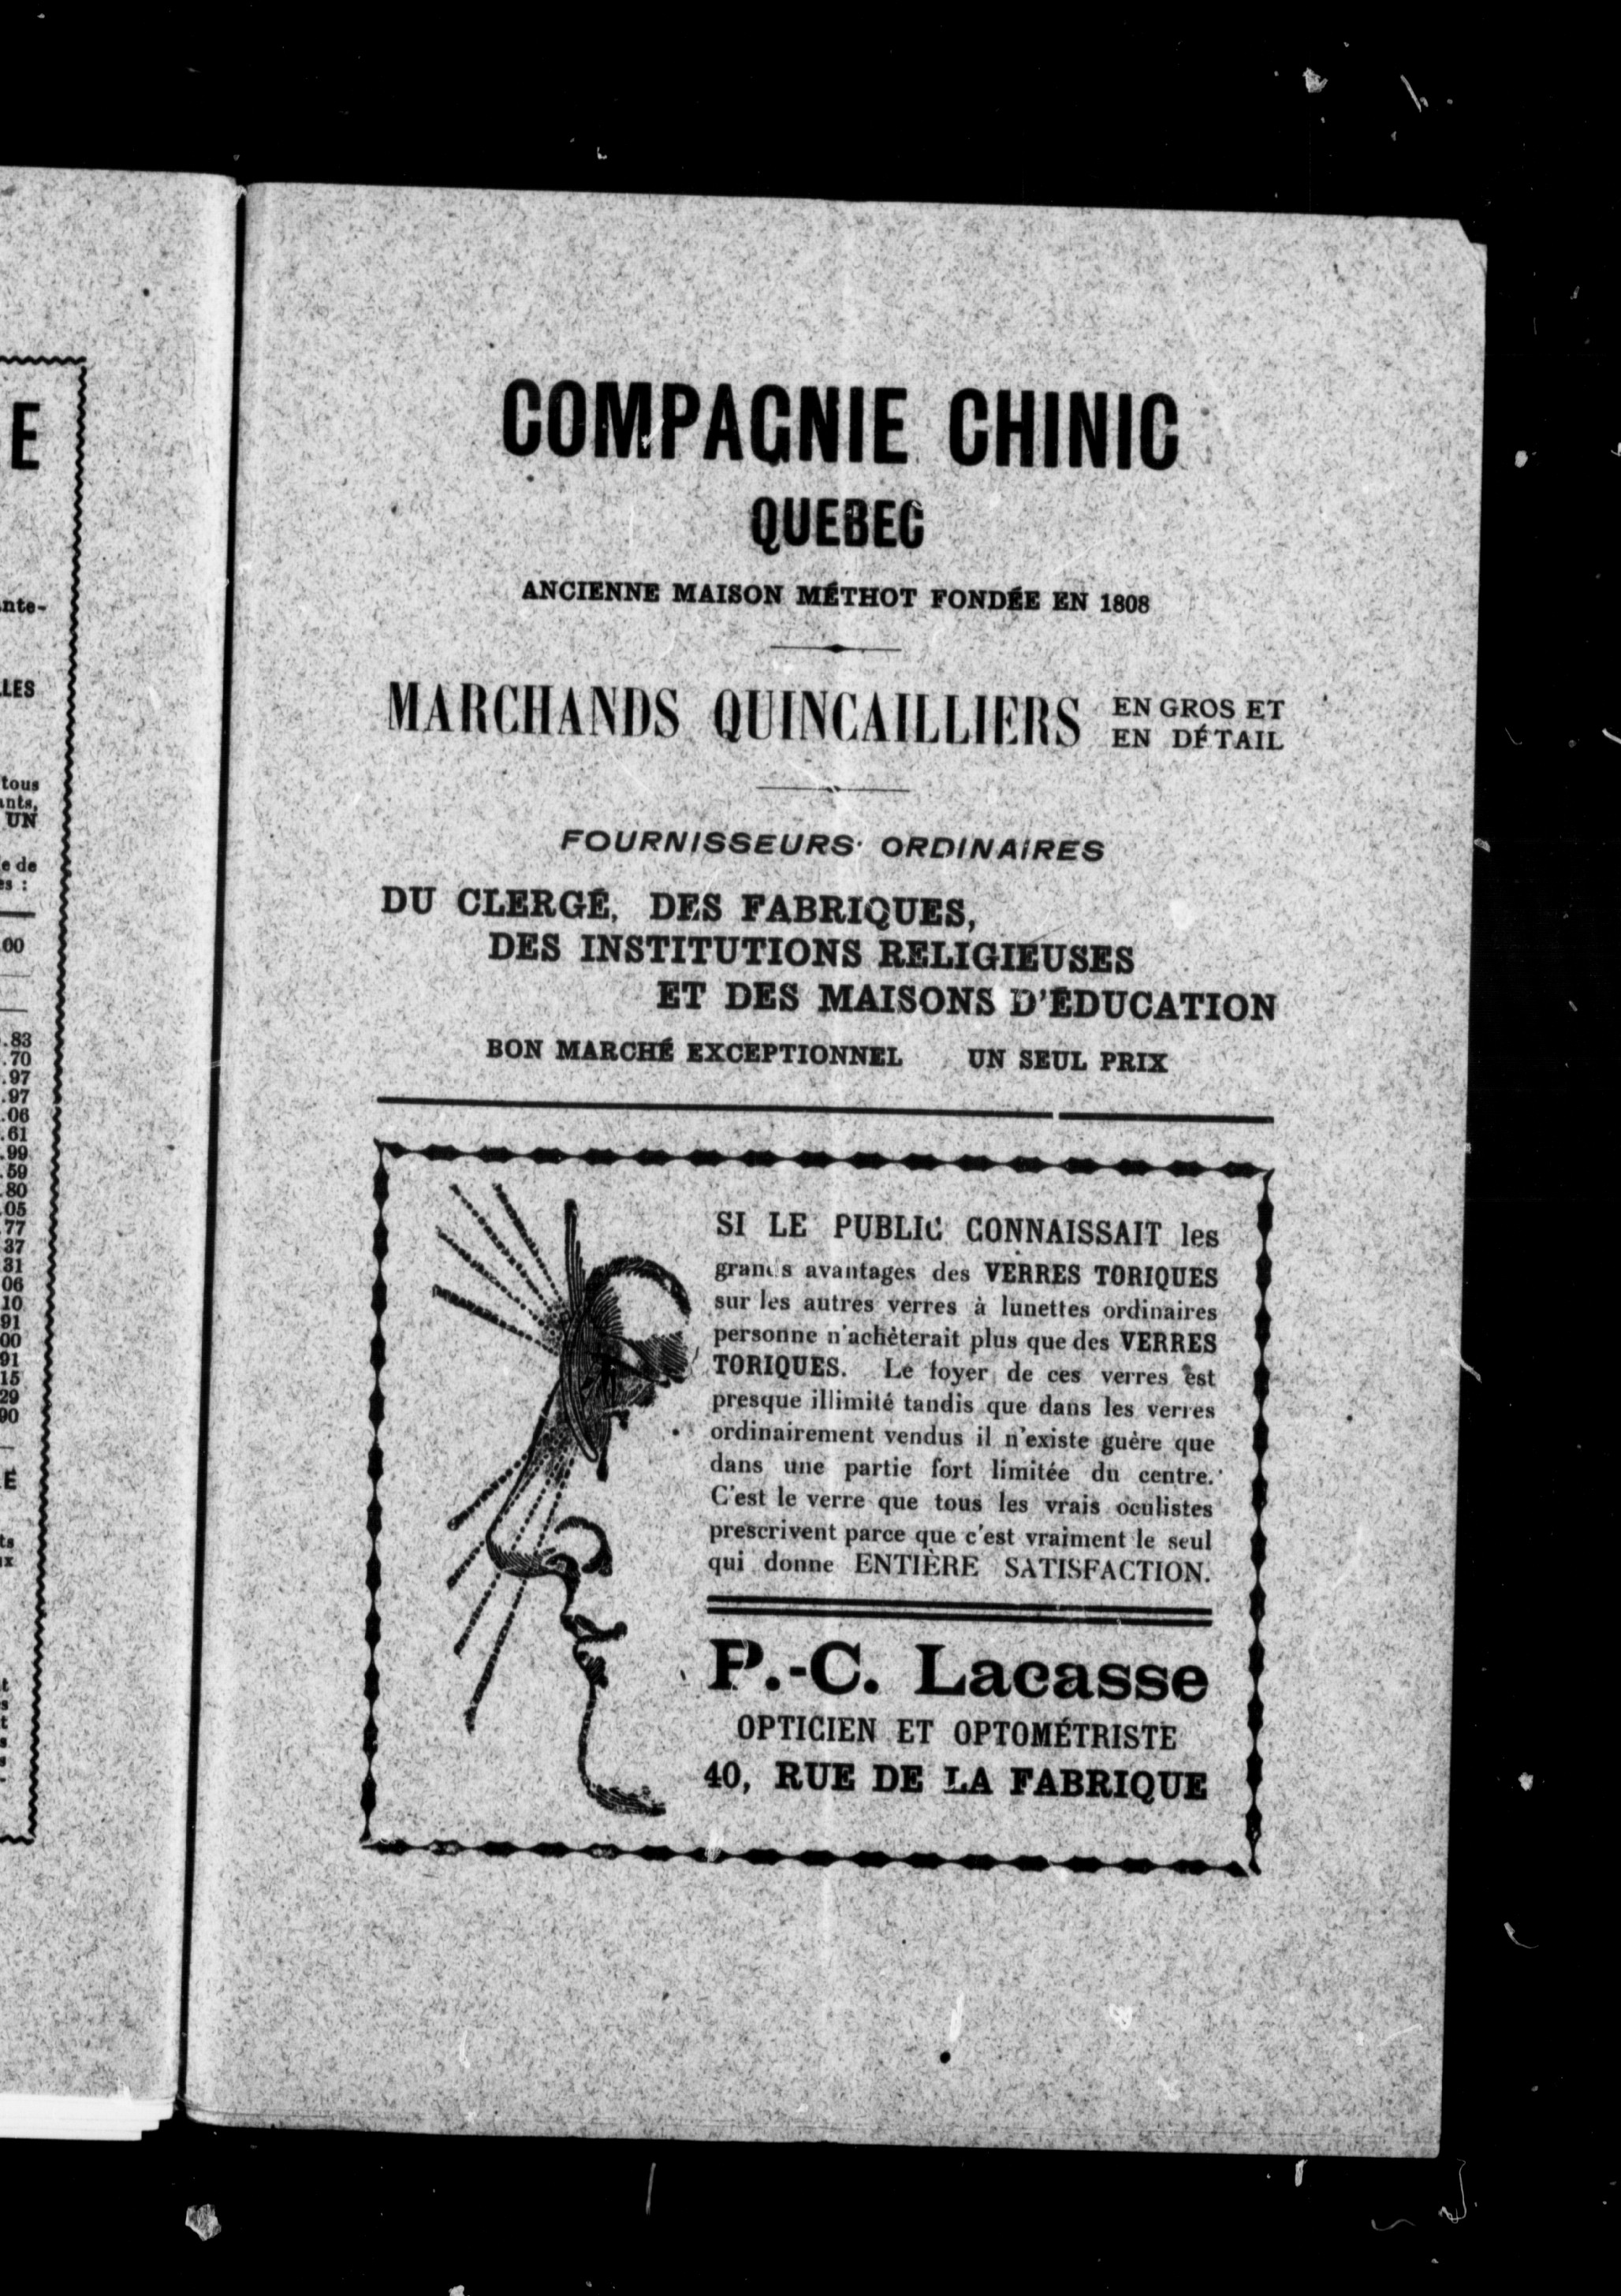 COMPAGNIE CHINIC
QUEBEC
ANCIENNE MAISON MÉTHOT FONDÉE EN 1808
MARCHANDS QUINCAILLIERS EN GROS ET
EN DÉTAIL
FOURNISSEURS ORDINAIRES
DU CLERGÉ, DES FABRIQUES,
DES INSTITUTIONS RELIGIEUSES
ET DES MAISONS D'ÉDUCATION
BON MARCHÉ EXCEPTIONNEL UN SEUL PRIX
SI LE PUBLIC CONNAISSAIT les
grands avantages des VERRES TORIQUES
sur les autres verres à lunettes ordinaires
personne n'achèterait plus que des VERRES
TORIQUES. Le foyer de ces verres est
presque illimité tandis que dans les verres
ordinairement vendus il n'existe guère que
dans une partie fort limitée du centre.
C'est le verre que tous les vrais oculistes
prescrivent parce que c'est vraiment le seul
qui donne ENTIÈRE SATISFACTION.
P.-C. Lacasse
OPTICIEN ET OPTOMÉTRISTE
40, RUE DE LA FABRIQUE